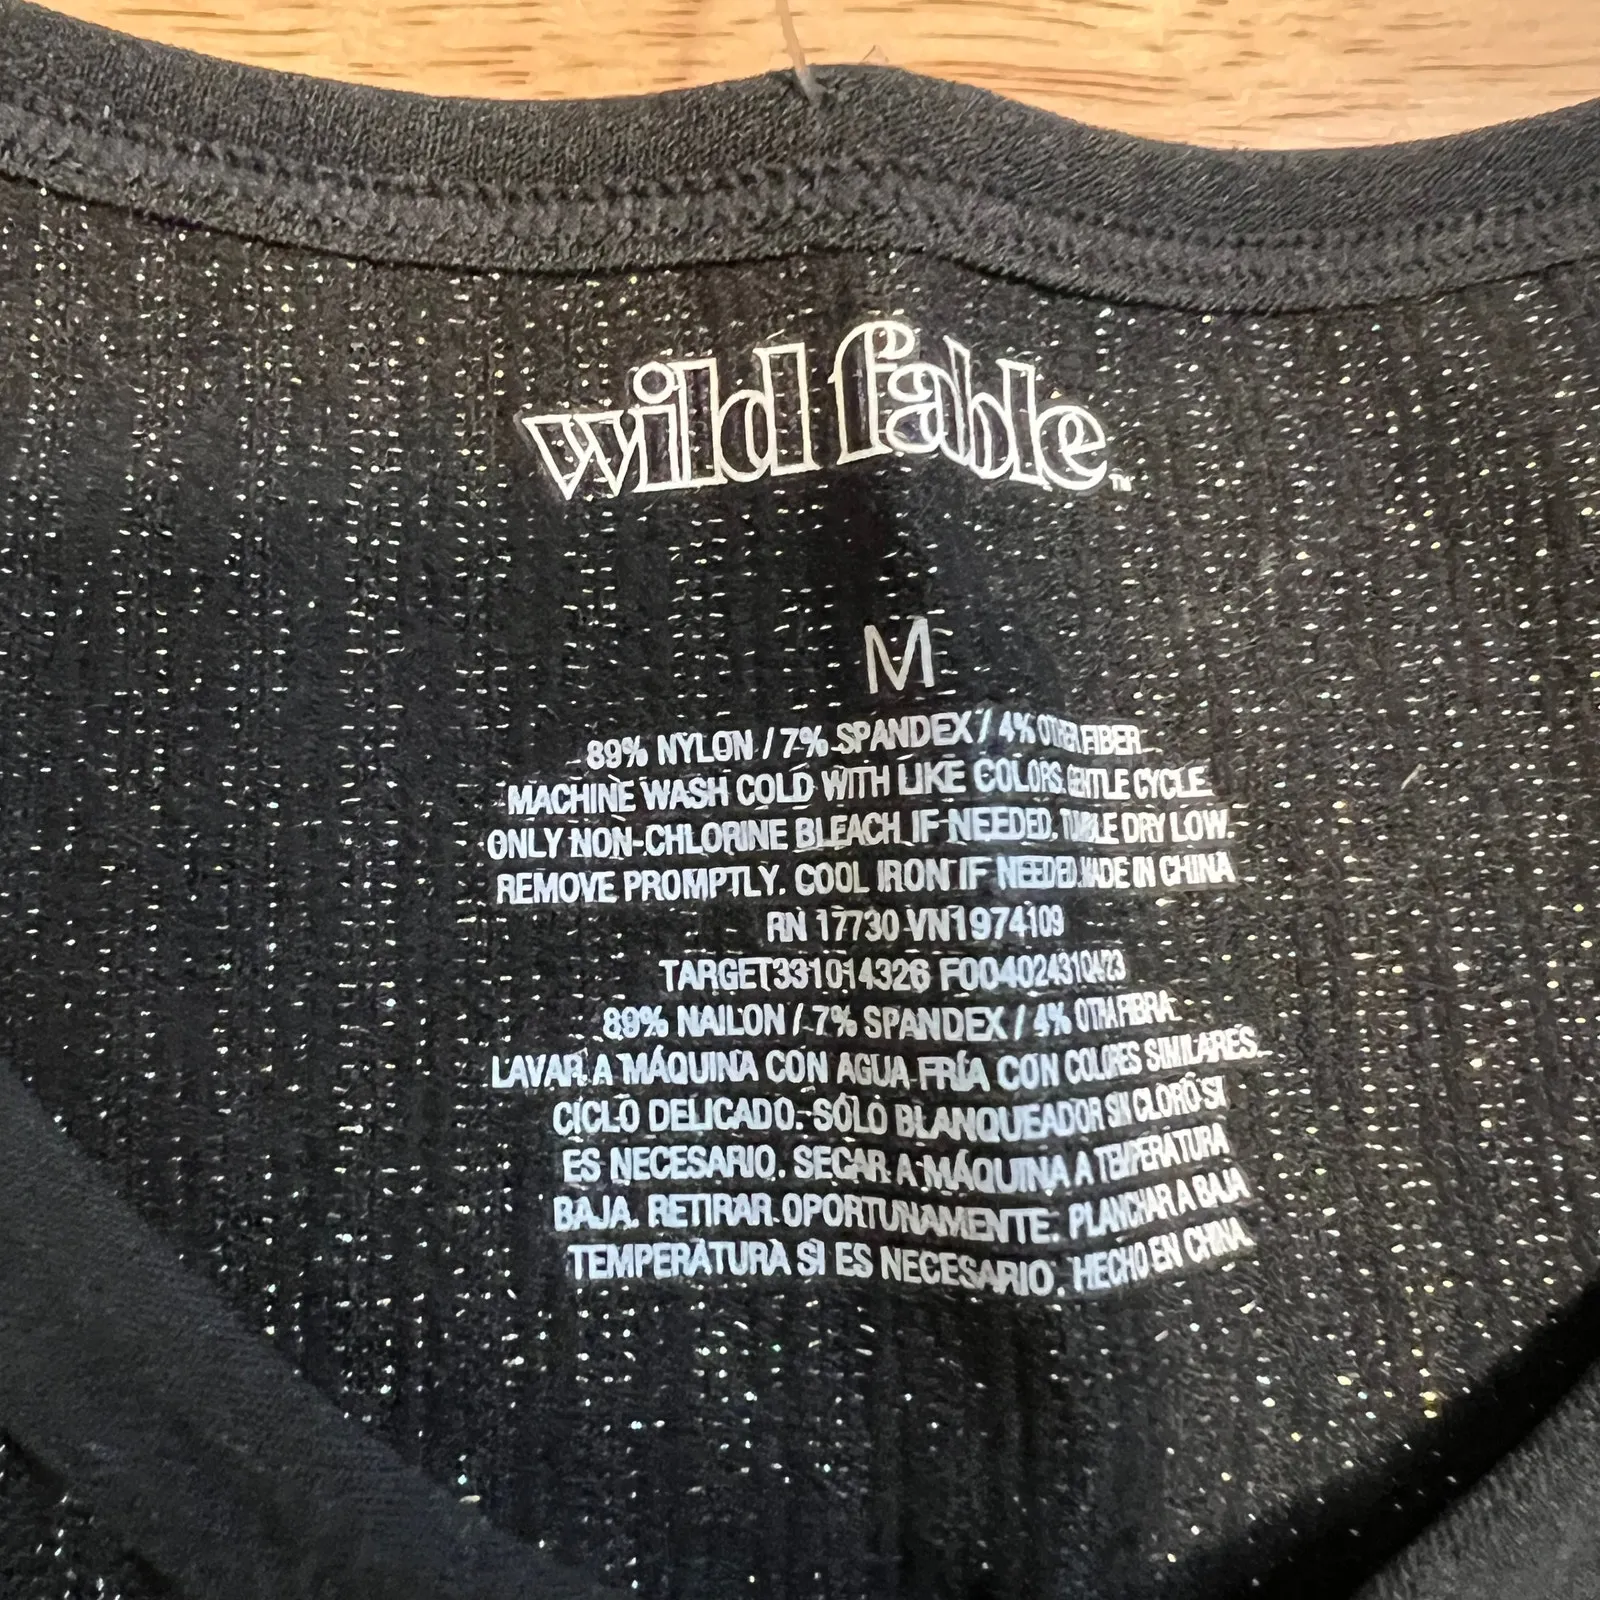 wild fable™
M
89% NYLON / 7% SPANDEX / 4% OTHER FIBER
MACHINE WASH COLD WITH LIKE COLORS. GENTLE CYCLE.
ONLY NON-CHLORINE BLEACH IF NEEDED. TUMBLE DRY LOW.
REMOVE PROMPTLY. COOL IRON IF NEEDED. MADE IN CHINA
RN 17730 VN1974109
TARGET331014326 F004024310423
89% NAILON / 7% SPANDEX / 4% OTRA FIBRA
LAVAR A MÁQUINA CON AGUA FRÍA CON COLORES SIMILARES.
CICLO DELICADO. SÓLO BLANQUEADOR SIN CLORO SI
ES NECESARIO. SECAR A MÁQUINA A TEMPERATURA
BAJA. RETIRAR OPORTUNAMENTE. PLANCHAR A BAJA
TEMPERATURA SI ES NECESARIO. HECHO EN CHINA.